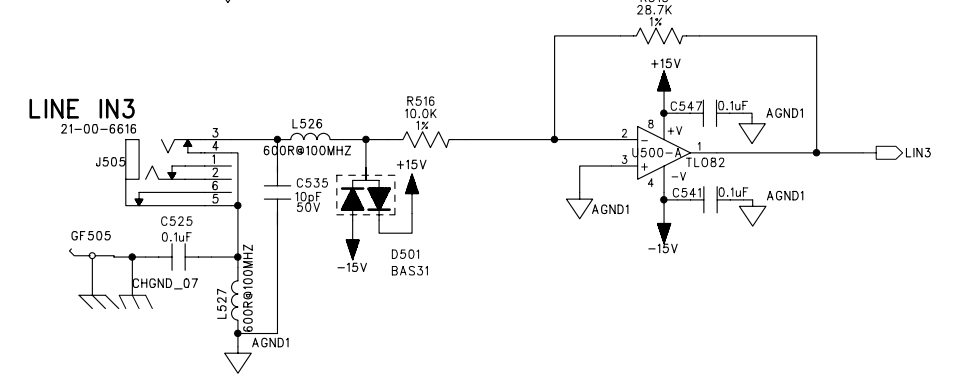 28.7K
1%
+15V
LINE IN3
21-00-6616
J505
3
4
1
2
6
5
L526
600R@100MHZ
R516
10.0K
1%
C535
10pF
50V
+15V
-15V
D501
BAS31
C547
0.1uF
AGND1
8
+V
2
-
U500-A
1
TL082
LIN3
3
+
4
-V
AGND1
C541
0.1uF
AGND1
-15V
GF505
C525
0.1uF
CHGND_07
L527
600R@100MHZ
AGND1